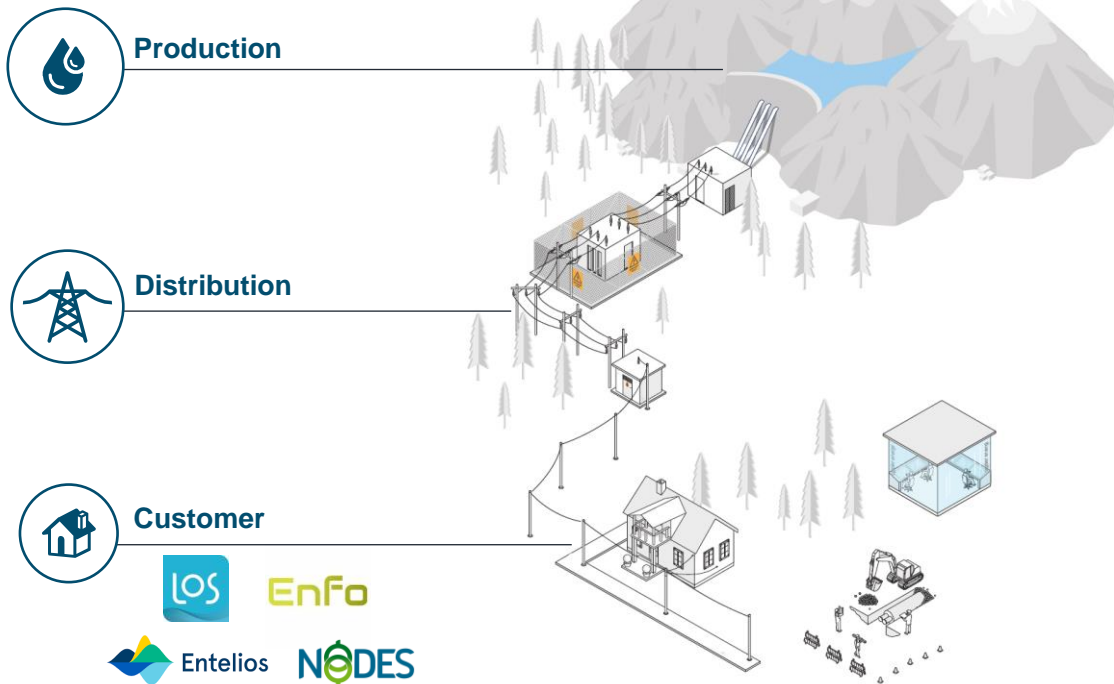 Production
Distribution
Customer
LOS
Enfo
Entelios
NODES